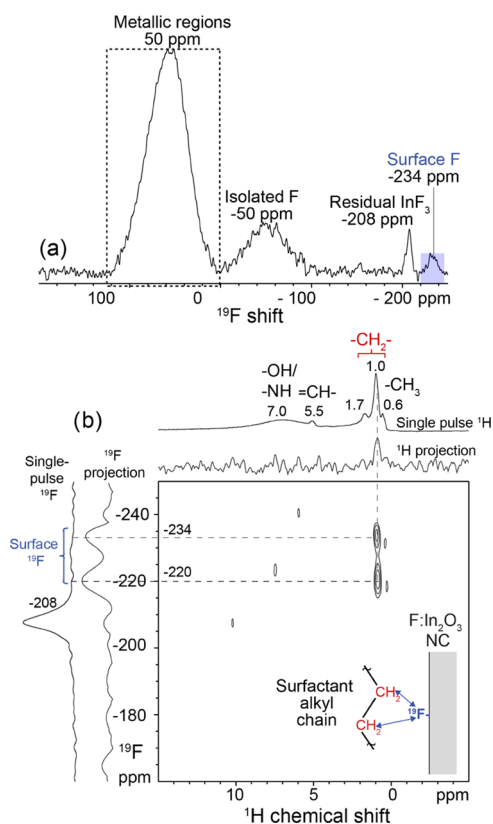 Metallic regions
50 ppm
Surface F
-234 ppm
Isolated F
-50 ppm
Residual InF₃
-208 ppm
(a)
100
0
- 100
- 200 ppm
¹⁹F shift
-CH₂-
-OH/
-NH
=CH-
1.0
-CH₃
7.0
5.5
1.7
0.6
(b)
Single pulse ¹H
¹H projection
Single-
pulse
¹⁹F
¹⁹F
projection
Surface
¹⁹F
-208
-240
-234
-220
-220
-200
-180
¹⁹F
ppm
F:In₂O₃
NC
Surfactant
alkyl
chain
CH₂
CH₂
¹⁹F-
10
5
0
ppm
¹H chemical shift